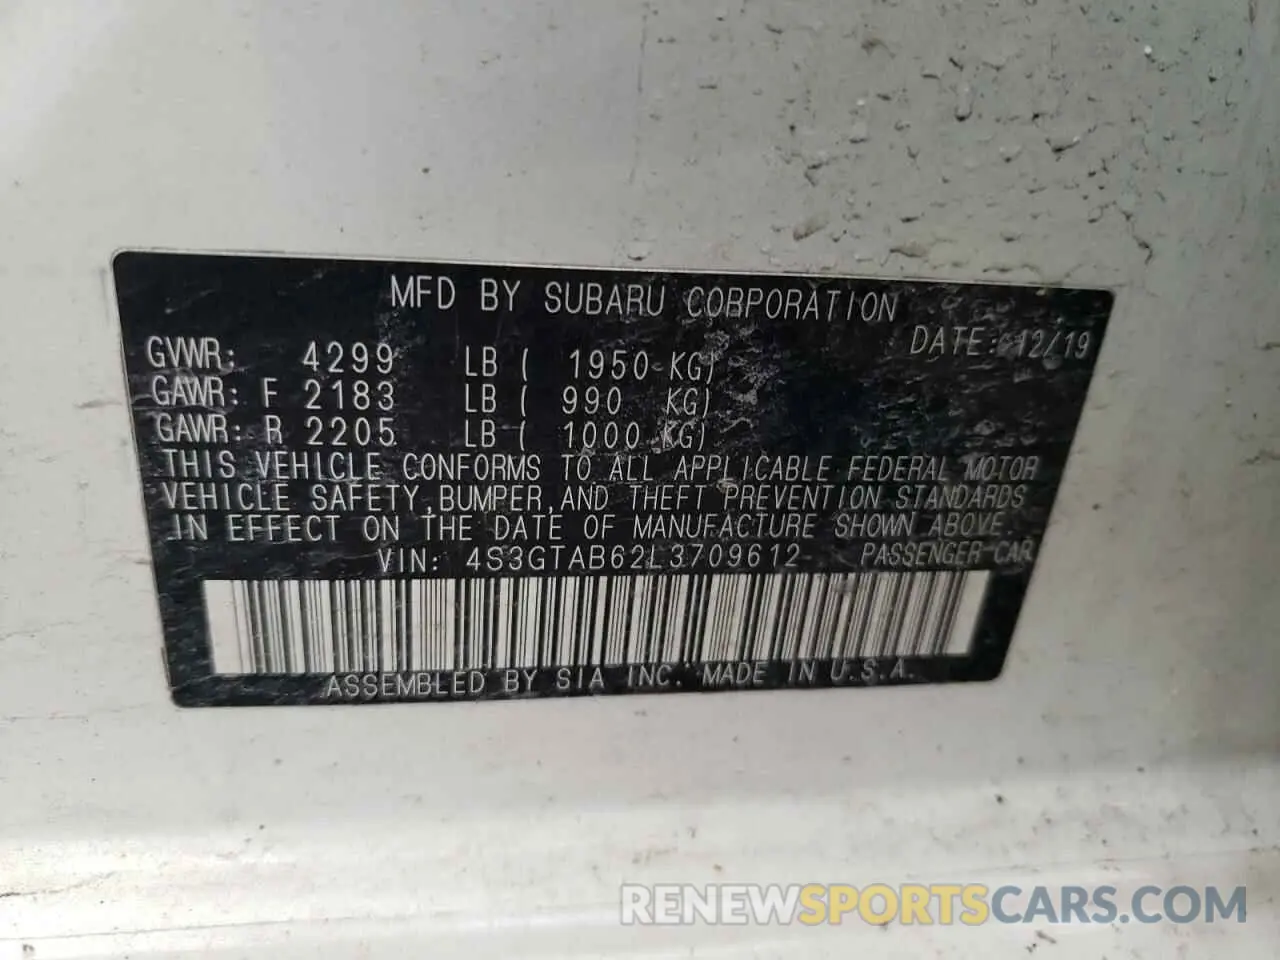 MFD BY SUBARU CORPORATION
DATE: 12/19
GVWR: 4299 LB ( 1950 KG)
GAWR: F 2183 LB ( 990 KG)
GAWR: R 2205 LB ( 1000 KG)
THIS VEHICLE CONFORMS TO ALL APPLICABLE FEDERAL MOTOR
VEHICLE SAFETY, BUMPER, AND THEFT PREVENTION STANDARDS
IN EFFECT ON THE DATE OF MANUFACTURE SHOWN ABOVE.
VIN: 4S3GTAB62L3709612 PASSENGER CAR
ASSEMBLED BY SIA INC. MADE IN U.S.A.
RENEWSPORTSCARS.COM